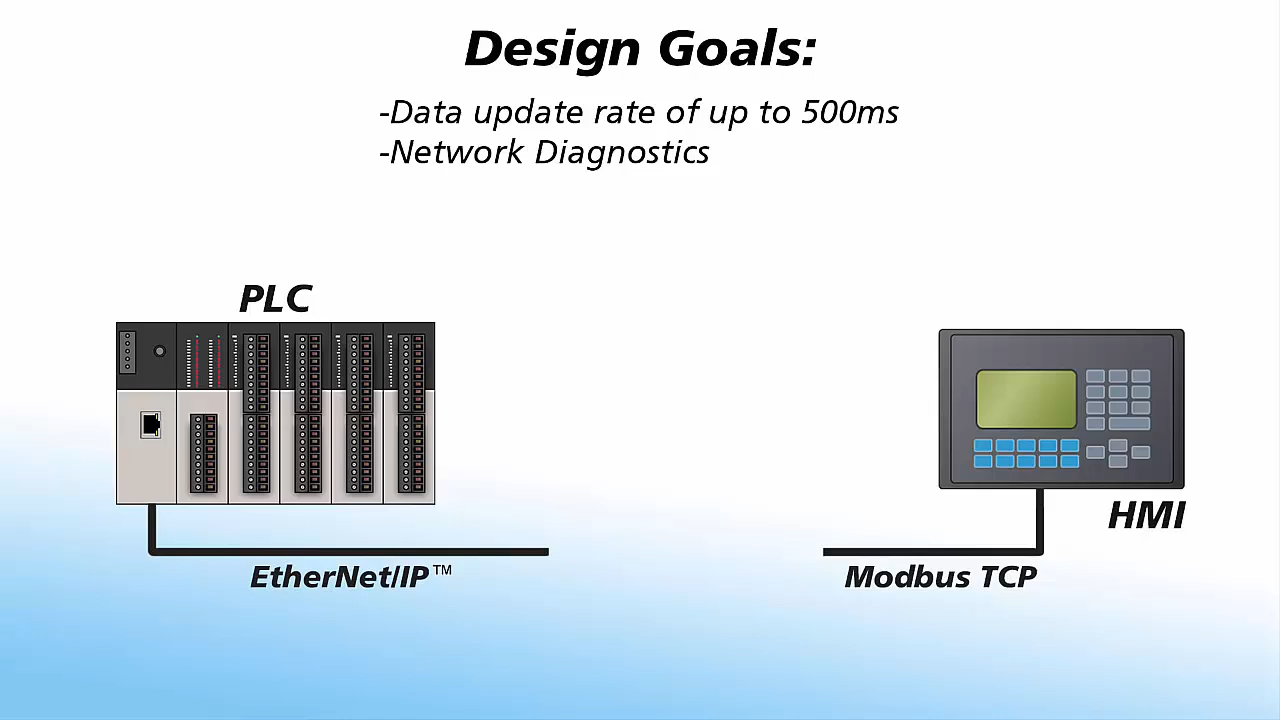 Design Goals:
-Data update rate of up to 500ms
-Network Diagnostics
PLC
HMI
EtherNet/IP™
Modbus TCP